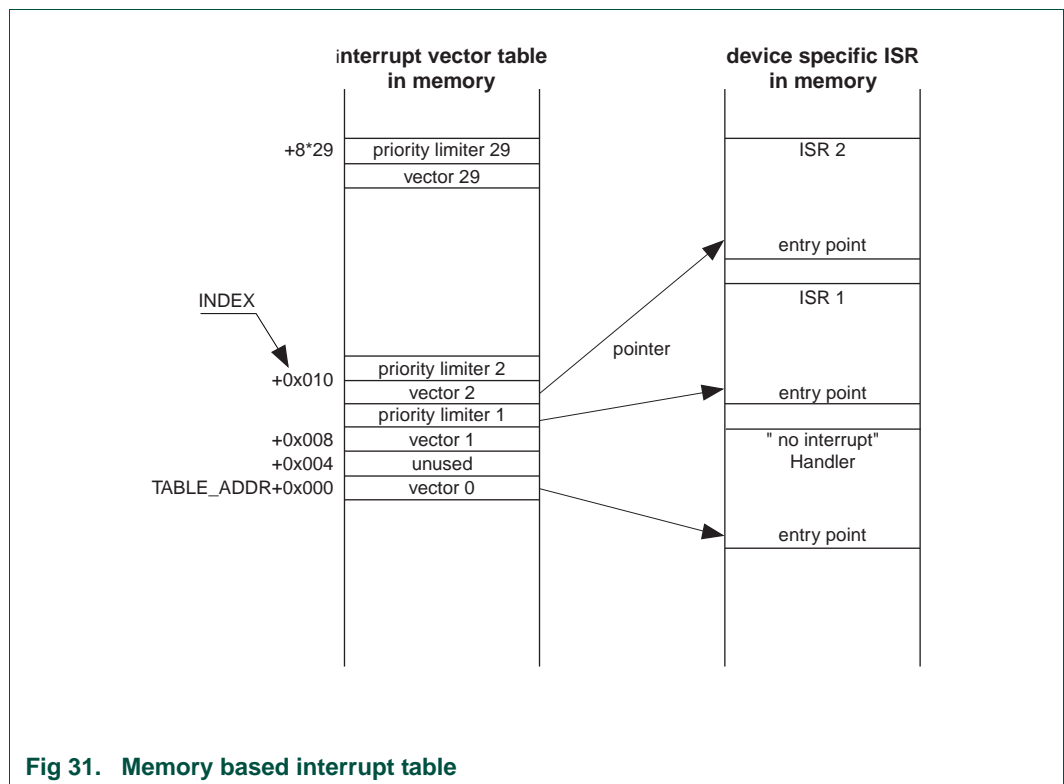 interrupt vector table
in memory
device specific ISR
in memory
+8*29
priority limiter 29
vector 29
ISR 2
entry point
INDEX
ISR 1
pointer
priority limiter 2
+0x010
vector 2
entry point
priority limiter 1
+0x008
vector 1
" no interrupt"
Handler
+0x004
unused
TABLE_ADDR+0x000
vector 0
entry point
Fig 31. Memory based interrupt table